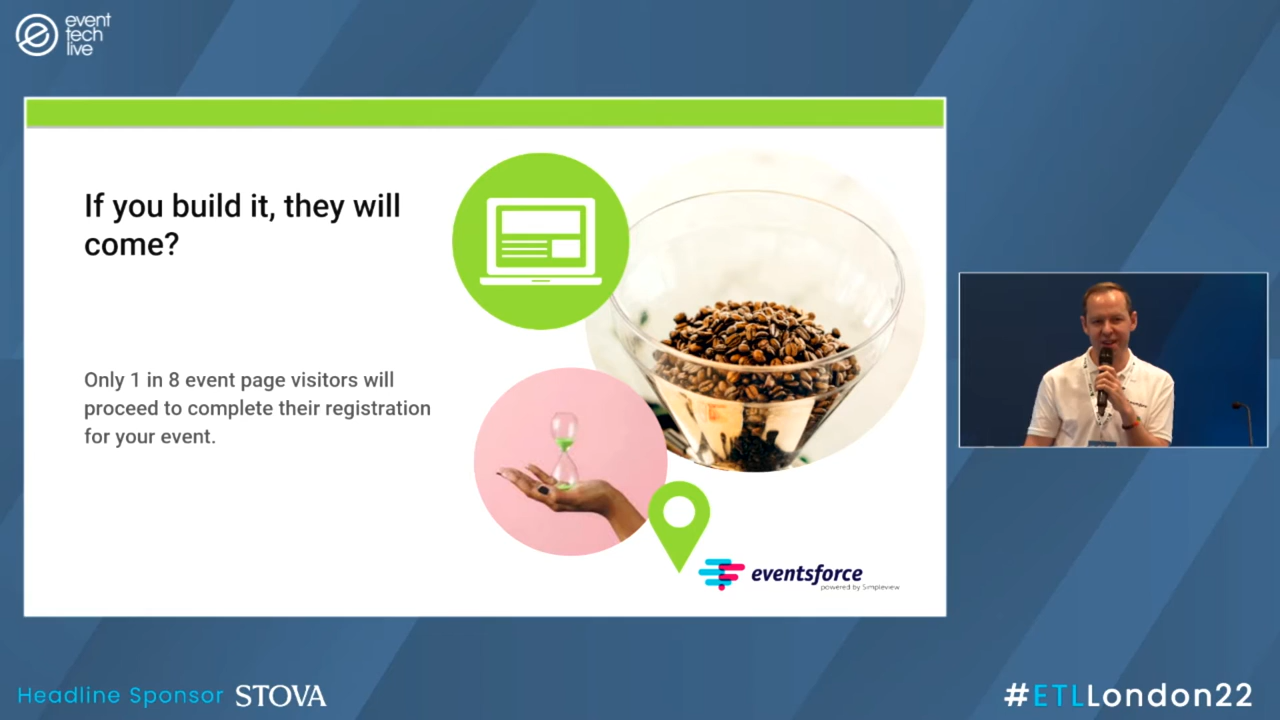 event
tech
live
If you build it, they will
come?
Only 1 in 8 event page visitors will
proceed to complete their registration
for your event.
eventsforce
powered by Simpleview
Headline Sponsor STOVA
#ETLLondon22